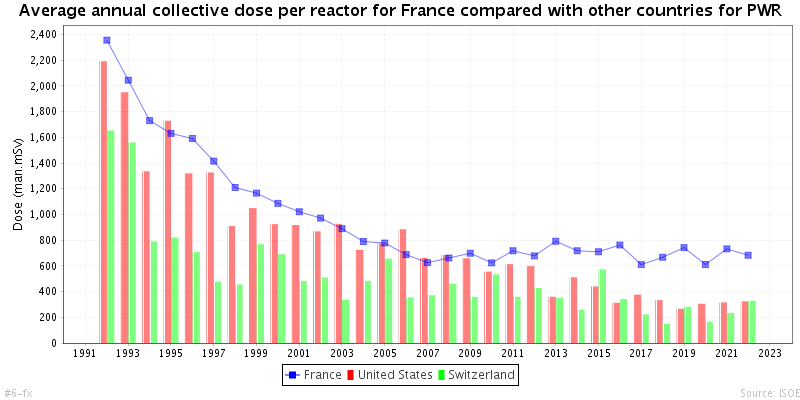 Average annual collective dose per reactor for France compared with other countries for PWR
2,400
2,200
2,000
1,800
1,600
1,400
1,200
1,000
800
600
400
200
0
Dose (man.mSv)
1991 1993 1995 1997 1999 2001 2003 2005 2007 2009 2011 2013 2015 2017 2019 2021 2023
France United States Switzerland
#6-fx Source: ISOE